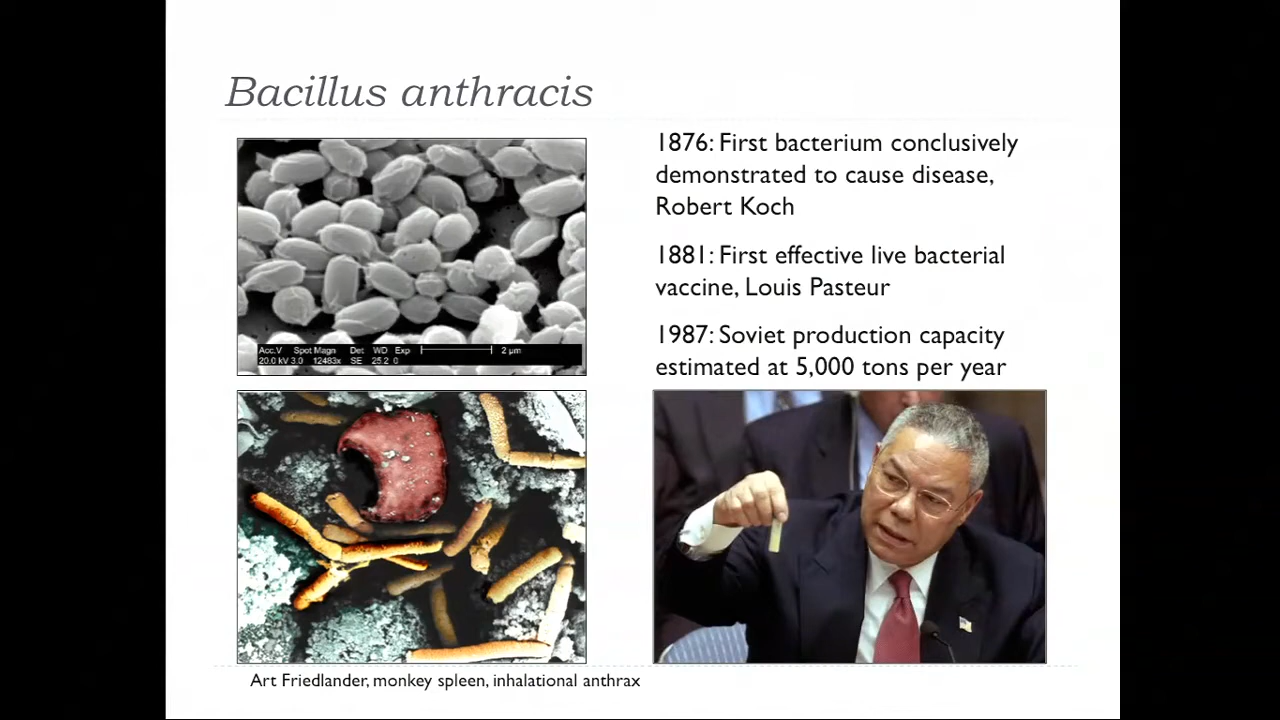 Bacillus anthracis
1876: First bacterium conclusively
demonstrated to cause disease,
Robert Koch
1881: First effective live bacterial
vaccine, Louis Pasteur
1987: Soviet production capacity
estimated at 5,000 tons per year
Acc.V Spot Magn Det WD Exp 2 µm
20.0 kV 3.0 12483x SE 25.2 0
Art Friedlander, monkey spleen, inhalational anthrax